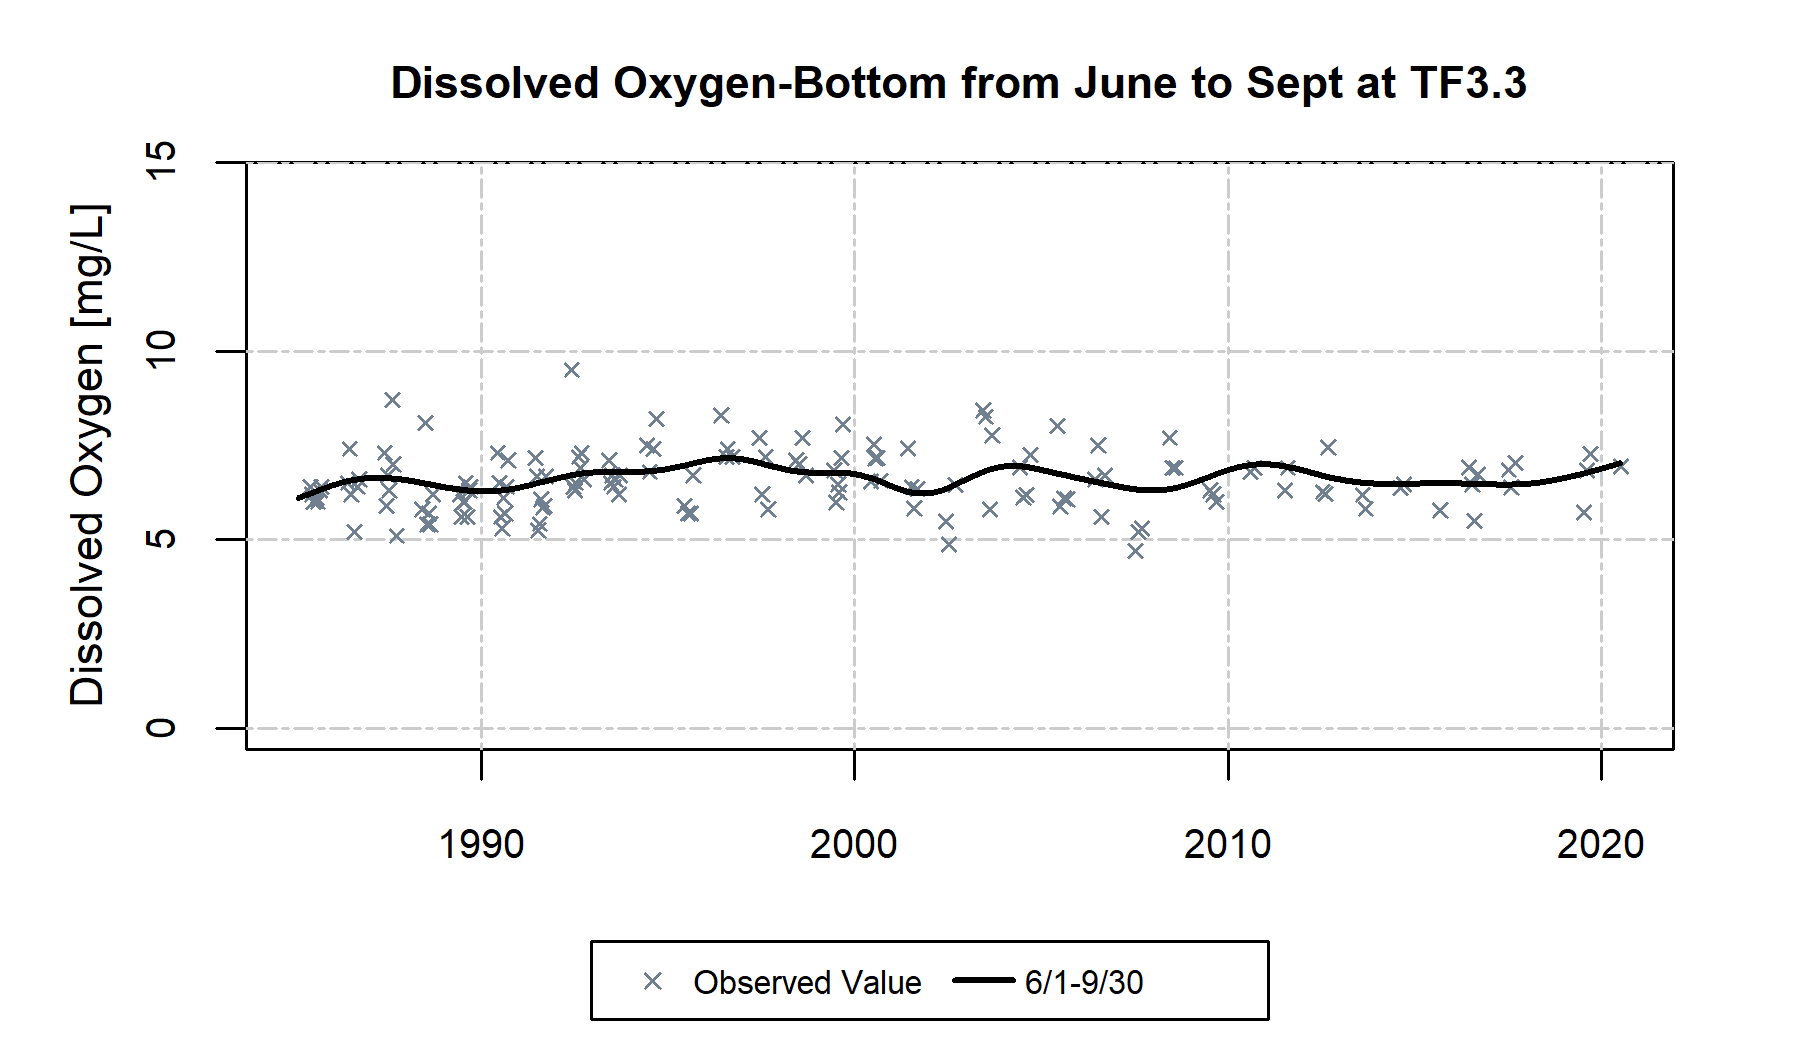 Dissolved Oxygen-Bottom from June to Sept at TF3.3
Dissolved Oxygen [mg/L]
15
10
5
0
1990 2000 2010 2020
Observed Value 6/1-9/30